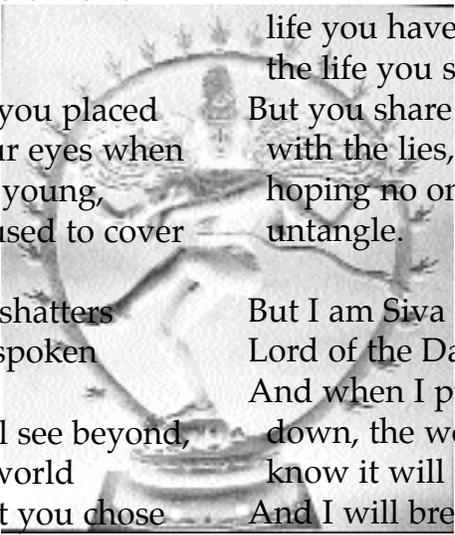 you placed
ur eyes when
young,
used to cover
shatters
spoken
l see beyond,
world
t you chose
life you have
the life you s
But you share
with the lies,
hoping no
untangle.
But I am Siva
Lord of the Da
And when I p
down, the w
know it will
And I will bre